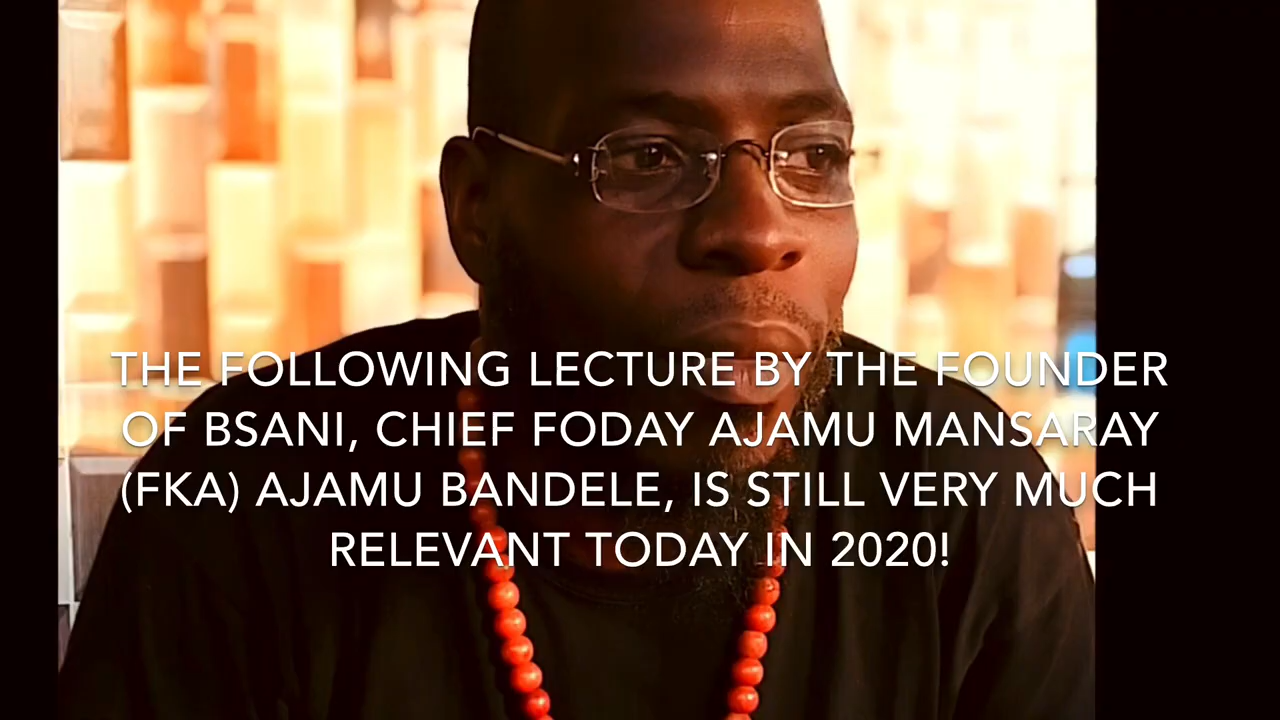 THE FOLLOWING LECTURE BY THE FOUNDER
OF BSANI, CHIEF FODAY AJAMU MANSARAY
(FKA) AJAMU BANDELE, IS STILL VERY MUCH
RELEVANT TODAY IN 2020!